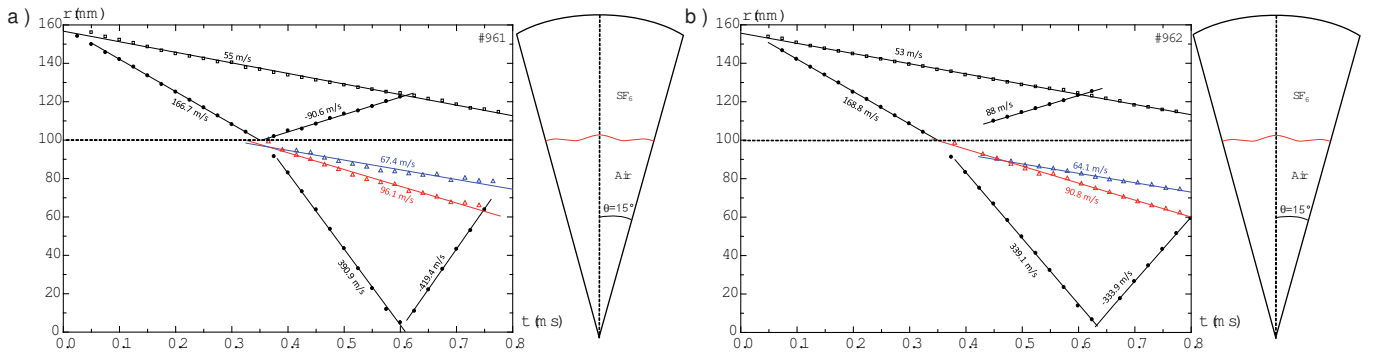 a)
r(mm)
160
140
120
100
80
60
40
20
0
0.0 0.1 0.2 0.3 0.4 0.5 0.6 0.7 0.8
t(ms)
#961
55 m/s
166.7 m/s
-90.6 m/s
67.4 m/s
96.1 m/s
390.9 m/s
-419.4 m/s
SF6
Air
θ=15°
b)
r(mm)
160
140
120
100
80
60
40
20
0
0.0 0.1 0.2 0.3 0.4 0.5 0.6 0.7 0.8
t(ms)
#962
53 m/s
168.8 m/s
88 m/s
64.1 m/s
90.8 m/s
339.1 m/s
-333.9 m/s
SF6
Air
θ=15°